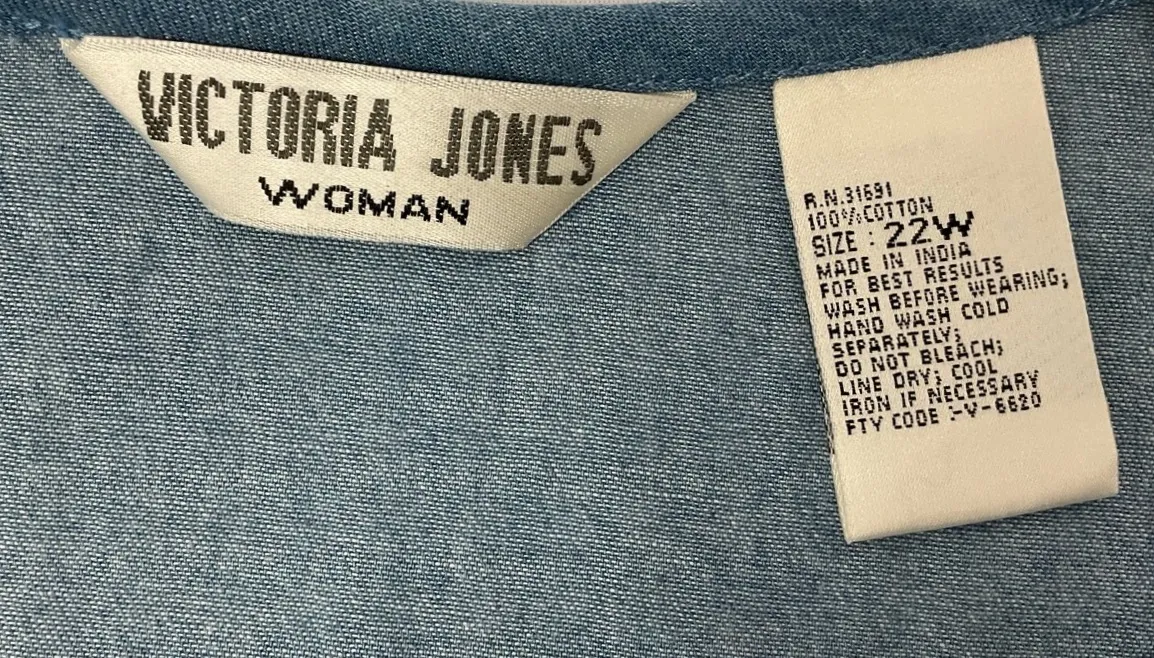 VICTORIA JONES
WOMAN
R.N.31691
100%COTTON
SIZE : 22W
MADE IN INDIA
FOR BEST RESULTS
WASH BEFORE WEARING;
HAND WASH COLD
SEPARATELY;
DO NOT BLEACH;
LINE DRY; COOL
IRON IF NECESSARY
FTY CODE :-V-6620